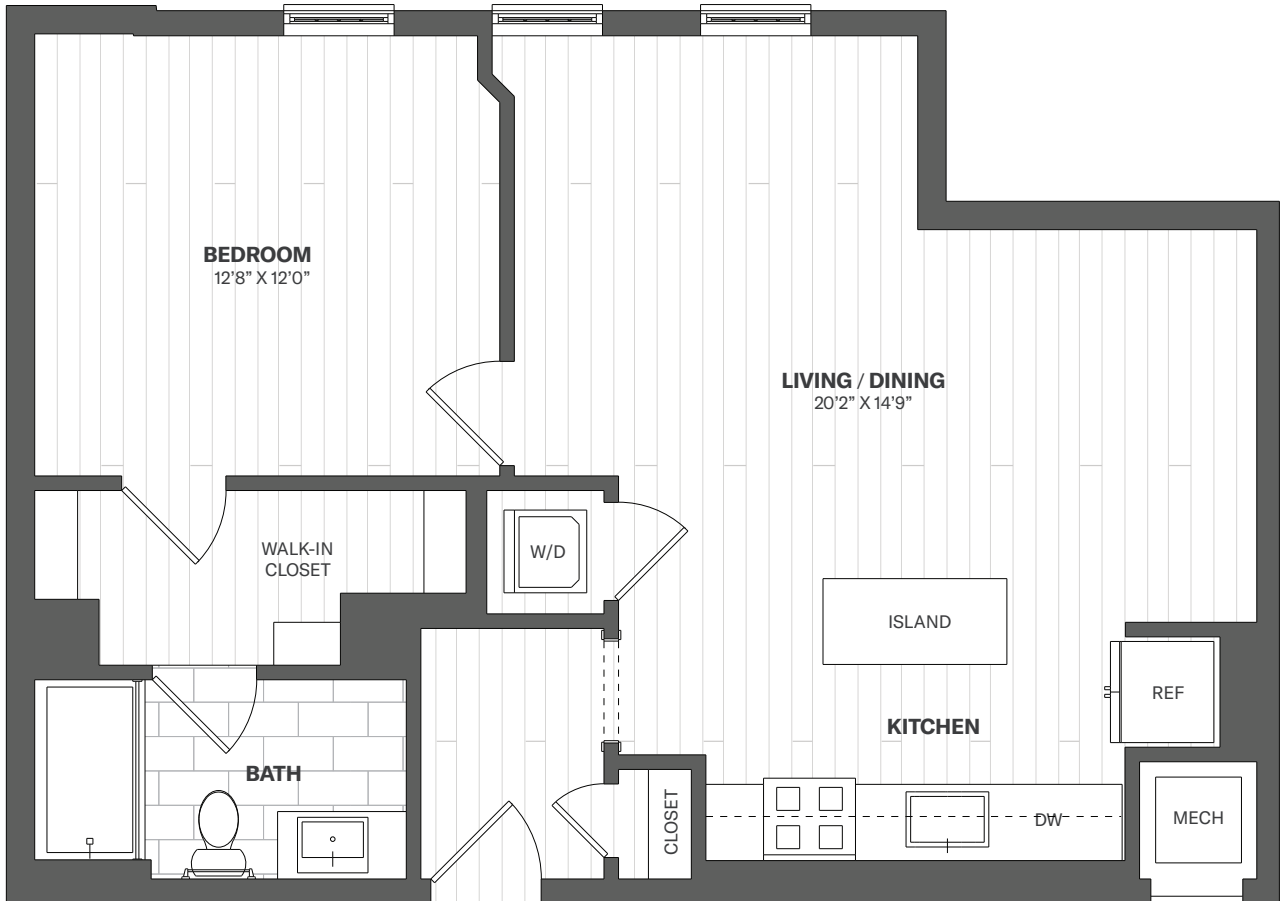 BEDROOM
12’8” X 12’0”
LIVING / DINING
20’2” X 14’9”
WALK-IN
CLOSET
W/D
ISLAND
REF
KITCHEN
BATH
CLOSET
DW
MECH